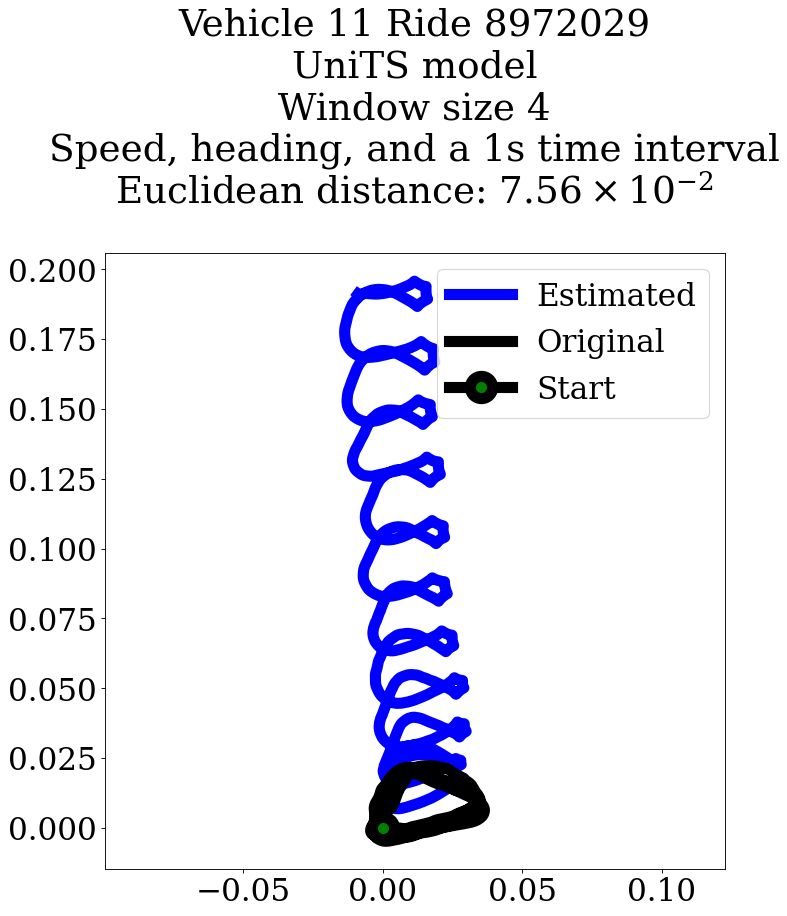 Vehicle 11 Ride 8972029
UniTS model
Window size 4
Speed, heading, and a 1s time interval
Euclidean distance: 7.56 × 10⁻²
0.200
0.175
0.150
0.125
0.100
0.075
0.050
0.025
0.000
Estimated
Original
Start
−0.05
0.00
0.05
0.10